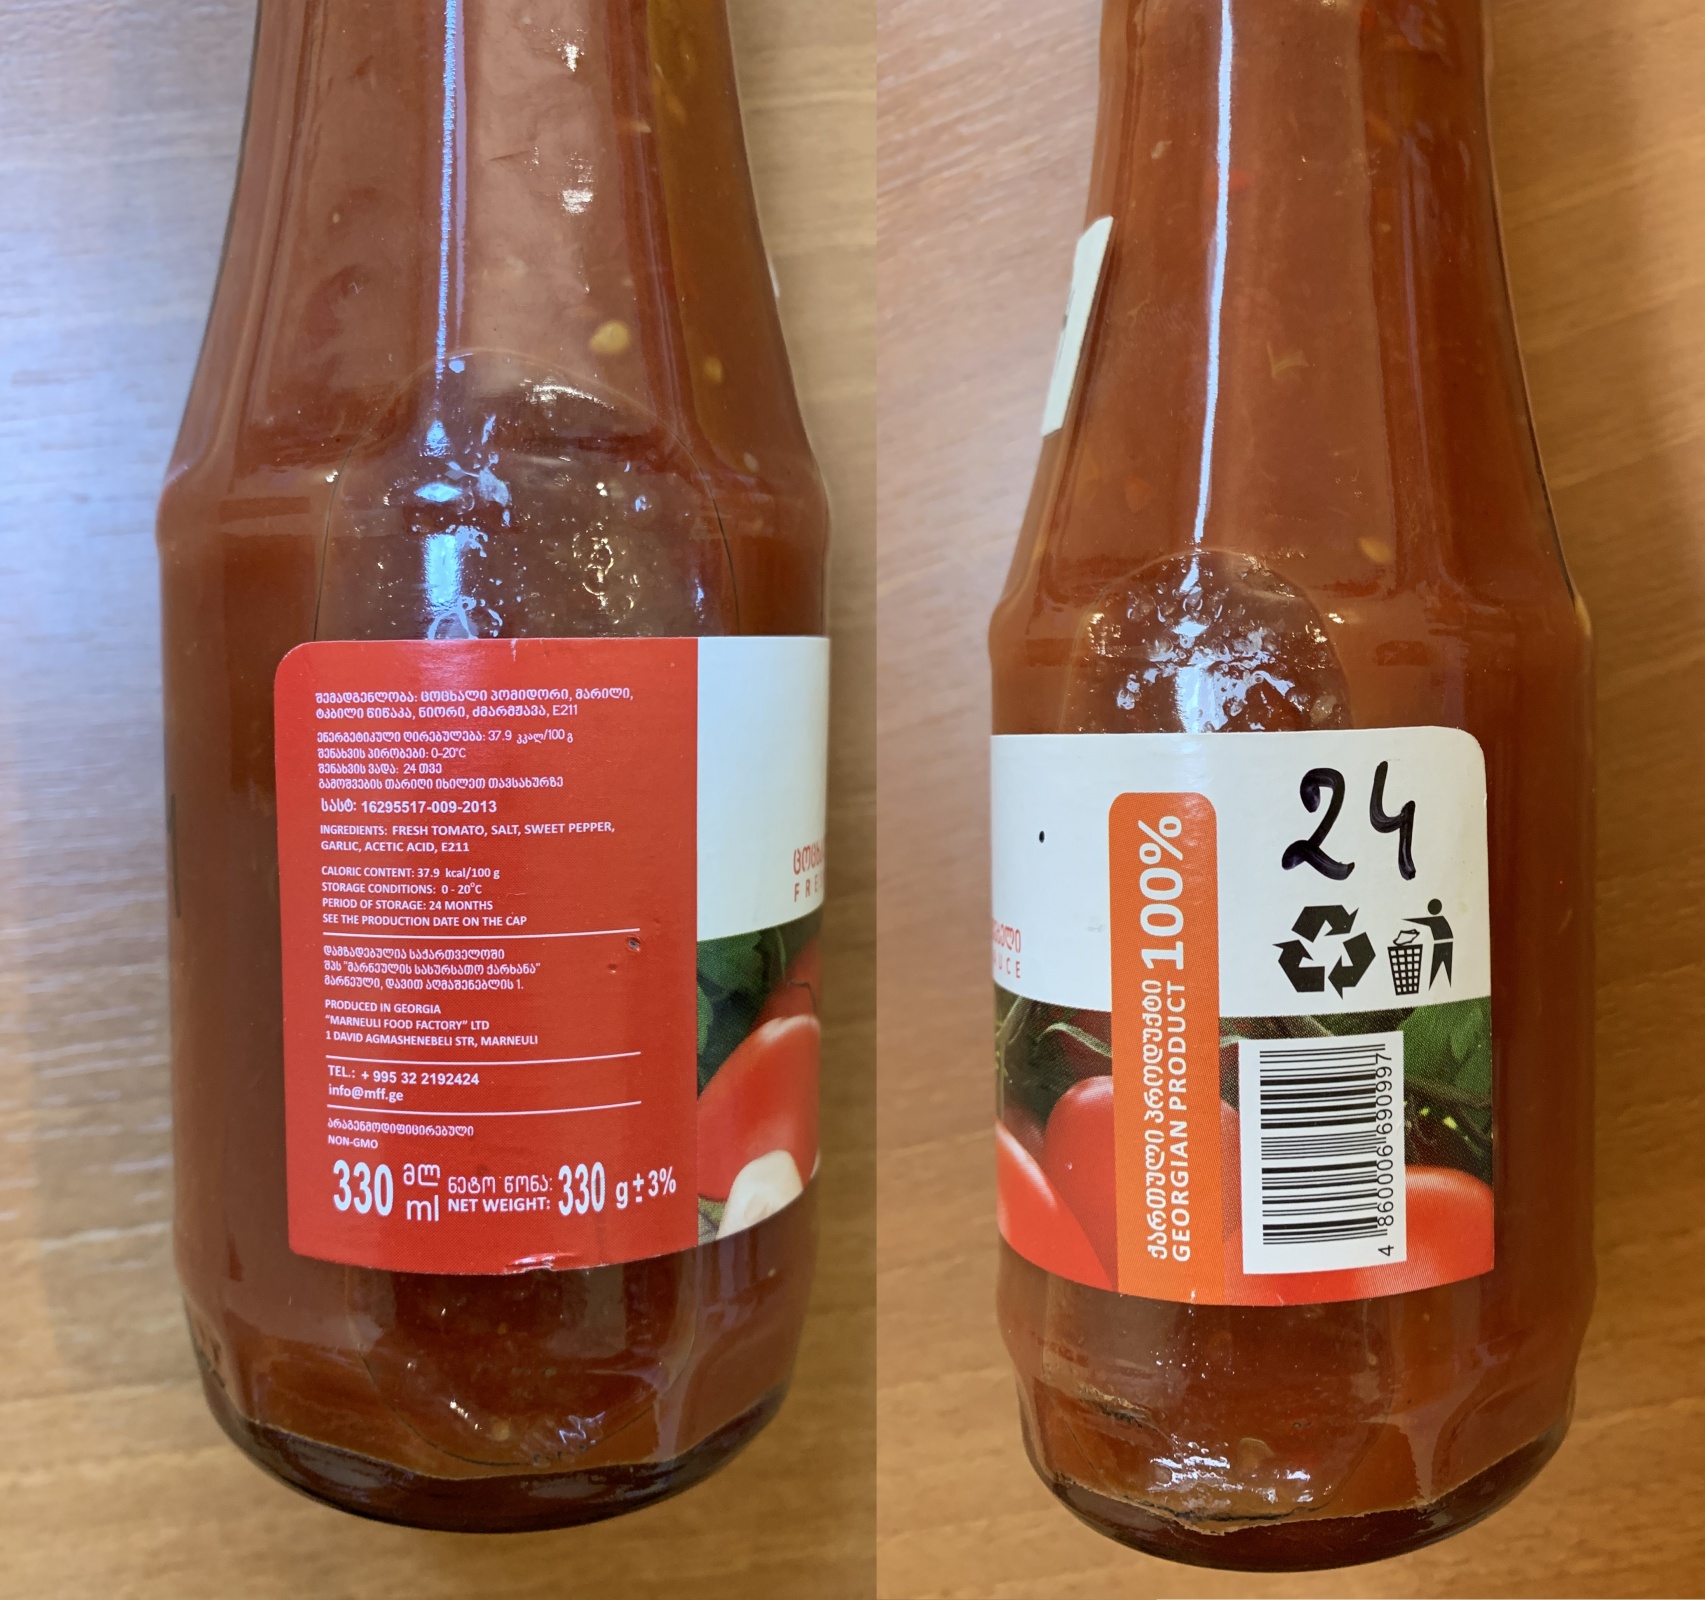 შემადგენლობა: ცოცხალი პომიდორი, მარილი,
ტკბილი წიწაკა, ნიორი, ძმარმჟავა, E211
ენერგეტიკული ღირებულება: 37.9 კკალ/100 g
შენახვის პირობები: 0-20°C
შენახვის ვადა: 24 თვე
გამოშვების თარიღი იხილეთ თავსახურზე
სასტ: 16295517-009-2013
INGREDIENTS: FRESH TOMATO, SALT, SWEET PEPPER,
GARLIC, ACETIC ACID, E211
CALORIC CONTENT: 37.9 kcal/100 g
STORAGE CONDITIONS: 0 - 20°C
PERIOD OF STORAGE: 24 MONTHS
SEE THE PRODUCTION DATE ON THE CAP
დამზადებულია საქართველოში
შპს "მარნეულის სასურსათო ქარხანა"
მარნეული, დავით აღმაშენებლის 1.
PRODUCED IN GEORGIA
"MARNEULI FOOD FACTORY" LTD
1 DAVID AGMASHENEBELI STR, MARNEULI
TEL.: + 995 32 2192424
info@mff.ge
არაგენმოდიფიცირებული
NON-GMO
330 მლ ml ნეტო წონა: NET WEIGHT: 330 g±3%
24
ქართული პროდუქტი
GEORGIAN PRODUCT 100%
4 860006 690997